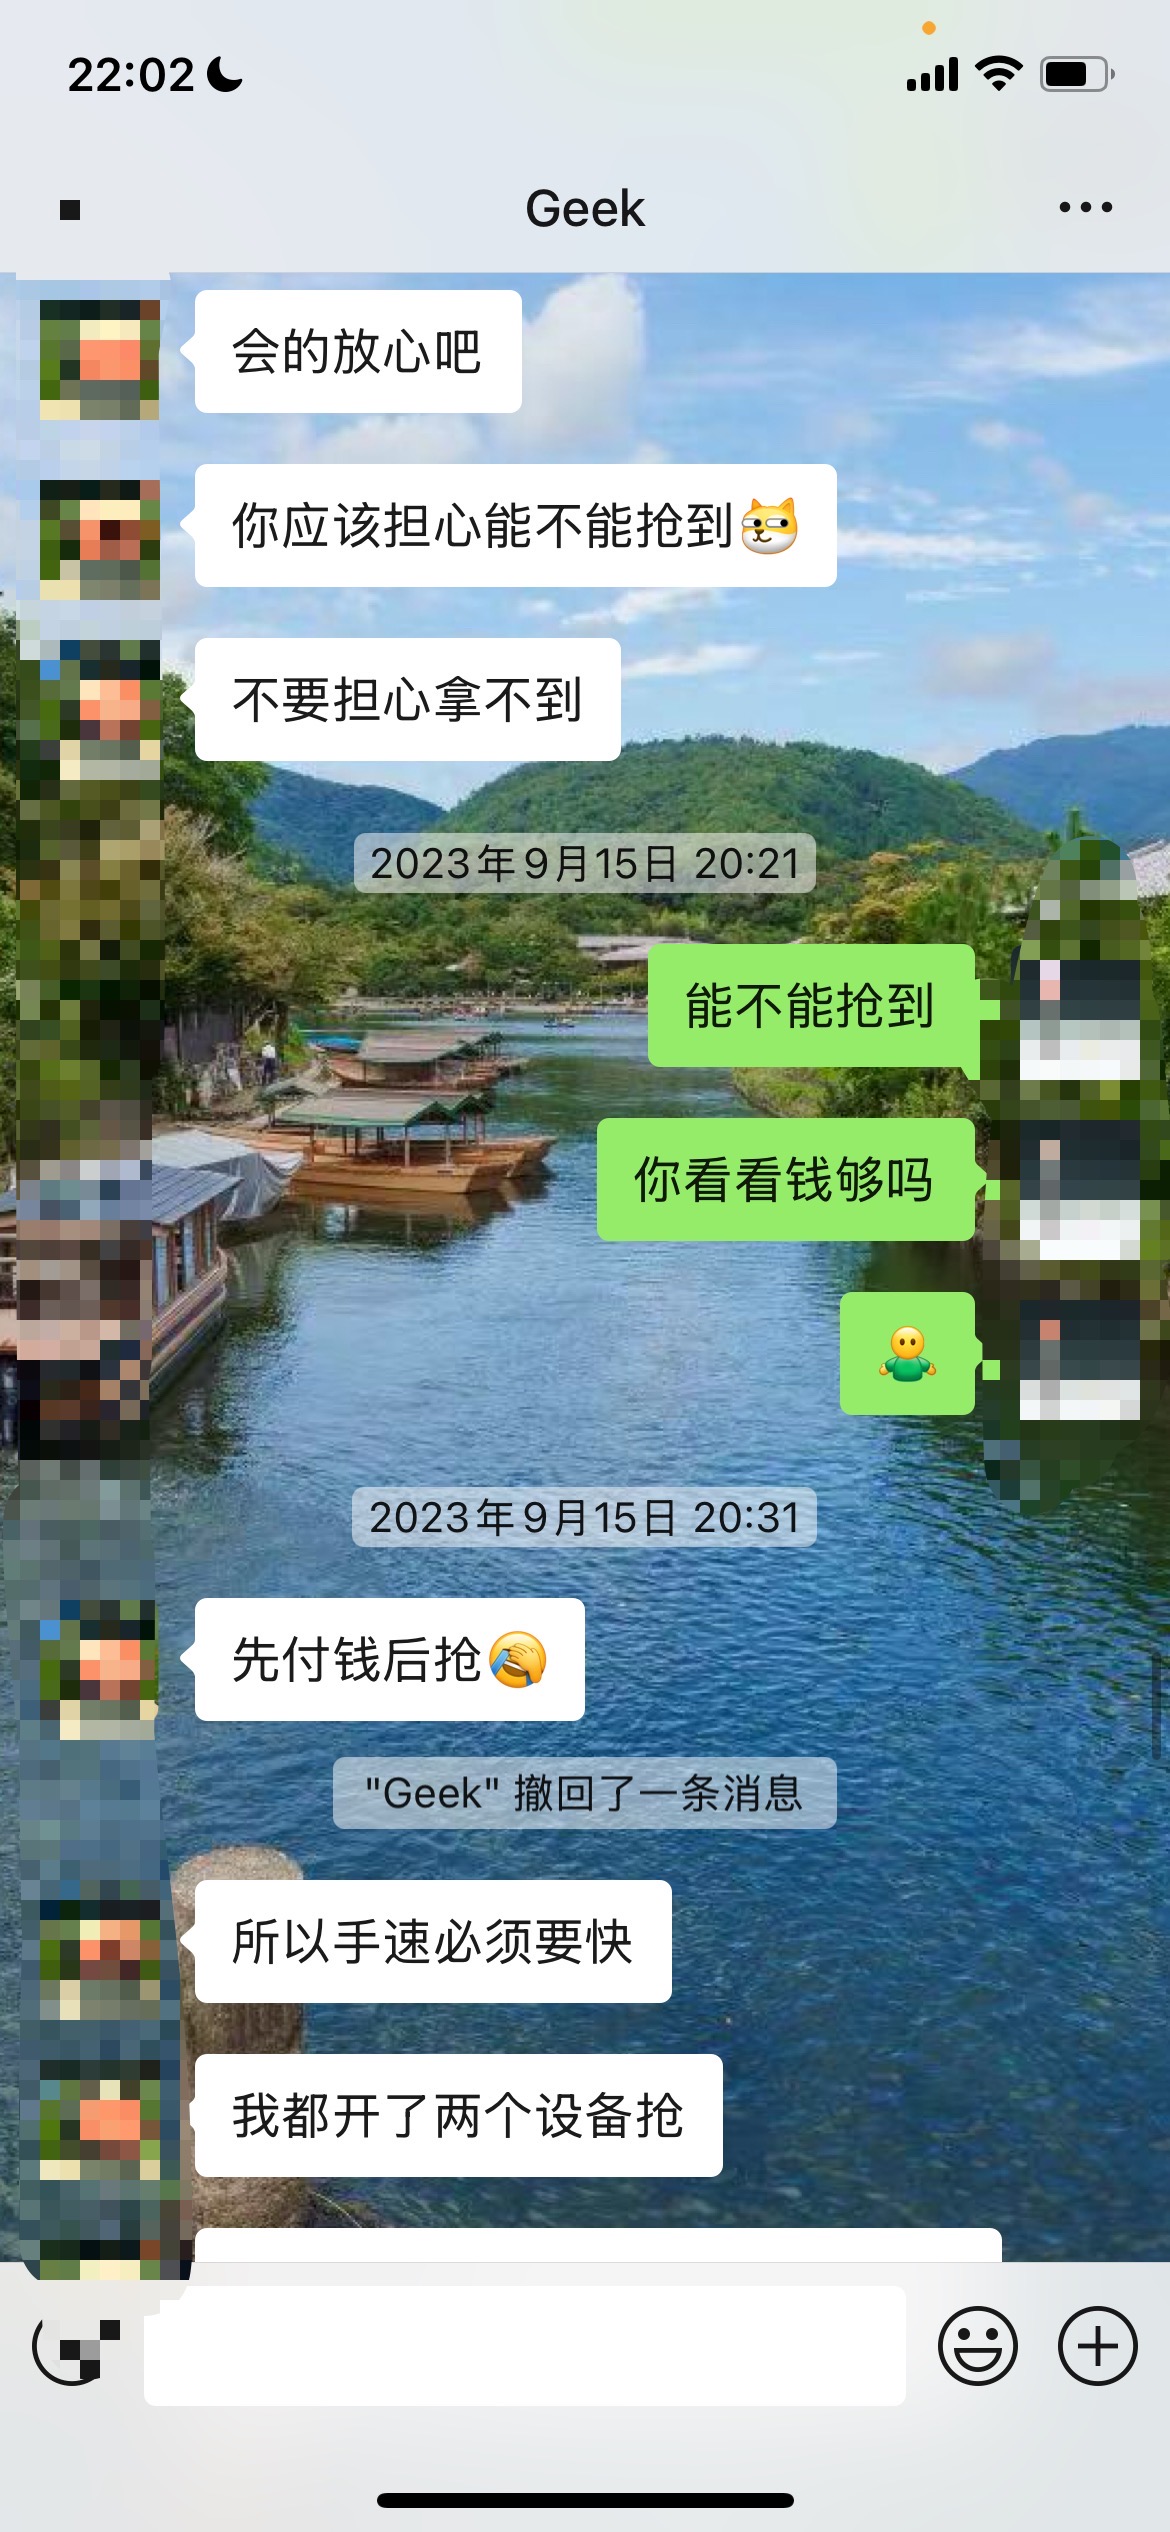 22:02
Geek
会的放心吧
你应该担心能不能抢到
不要担心拿不到
2023年9月15日 20:21
能不能抢到
你看看钱够吗
2023年9月15日 20:31
先付钱后抢
"Geek" 撤回了一条消息
所以手速必须要快
我都开了两个设备抢